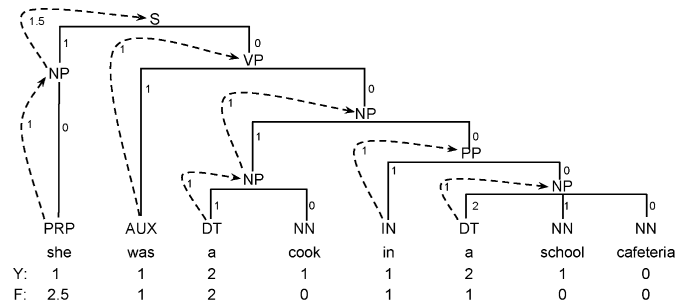 S
1.5 1 0
NP 1 VP
1 0 1 0
NP
1 1 0
1 PP
NP 1 0
1 1 0 1 2 1 0 NP
PRP AUX DT NN IN DT NN NN
she was a cook in a school cafeteria
Y: 1 1 2 1 1 2 1 0
F: 2.5 1 2 0 1 1 0 0